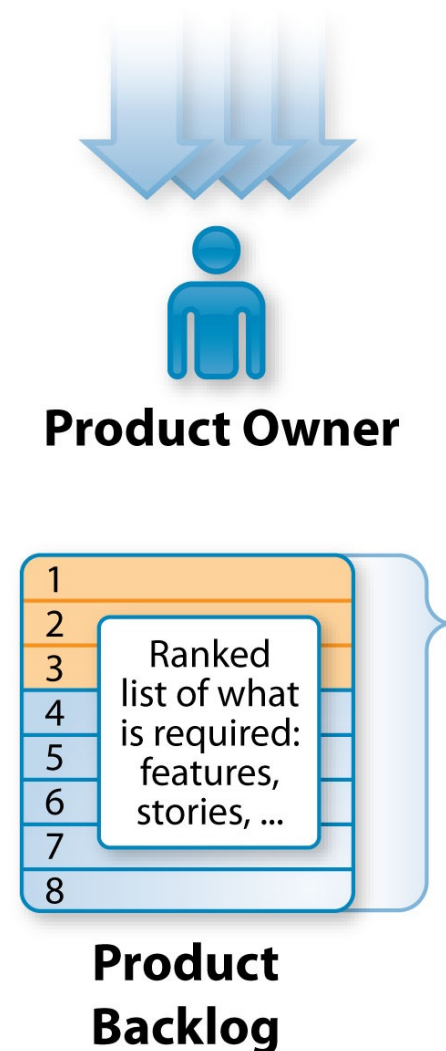 Product Owner
1
2
3
4
5
6
7
8
Ranked
list of what
is required:
features,
stories, ...
Product
Backlog